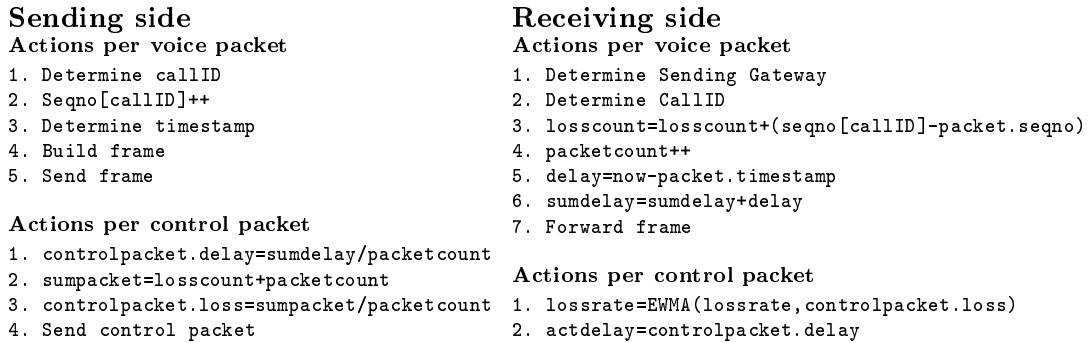 Sending side
Actions per voice packet
1. Determine callID
2. Seqno[callID]++
3. Determine timestamp
4. Build frame
5. Send frame
Actions per control packet
1. controlpacket.delay=sumdelay/packetcount
2. sumpacket=losscount+packetcount
3. controlpacket.loss=sumpacket/packetcount
4. Send control packet
Receiving side
Actions per voice packet
1. Determine Sending Gateway
2. Determine CallID
3. losscount=losscount+(seqno[callID]-packet.seqno)
4. packetcount++
5. delay=now-packet.timestamp
6. sumdelay=sumdelay+delay
7. Forward frame
Actions per control packet
1. lossrate=EWMA(lossrate,controlpacket.loss)
2. actdelay=controlpacket.delay